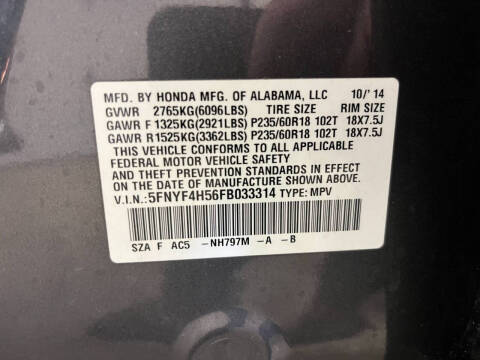 MFD. BY HONDA MFG. OF ALABAMA, LLC 10/'14
GVWR 2765KG(6096LBS) TIRE SIZE RIM SIZE
GAWR F 1325KG(2921LBS) P235/60R18 102T 18X7.5J
GAWR R 1525KG(3362LBS) P235/60R18 102T 18X7.5J
THIS VEHICLE CONFORMS TO ALL APPLICABLE
FEDERAL MOTOR VEHICLE SAFETY
AND THEFT PREVENTION STANDARDS IN EFFECT
ON THE DATE OF MANUFACTURE SHOWN ABOVE.
V.I.N.: 5FNYF4H56FB033314 TYPE: MPV
SZA F AC5 -NH797M -A -B